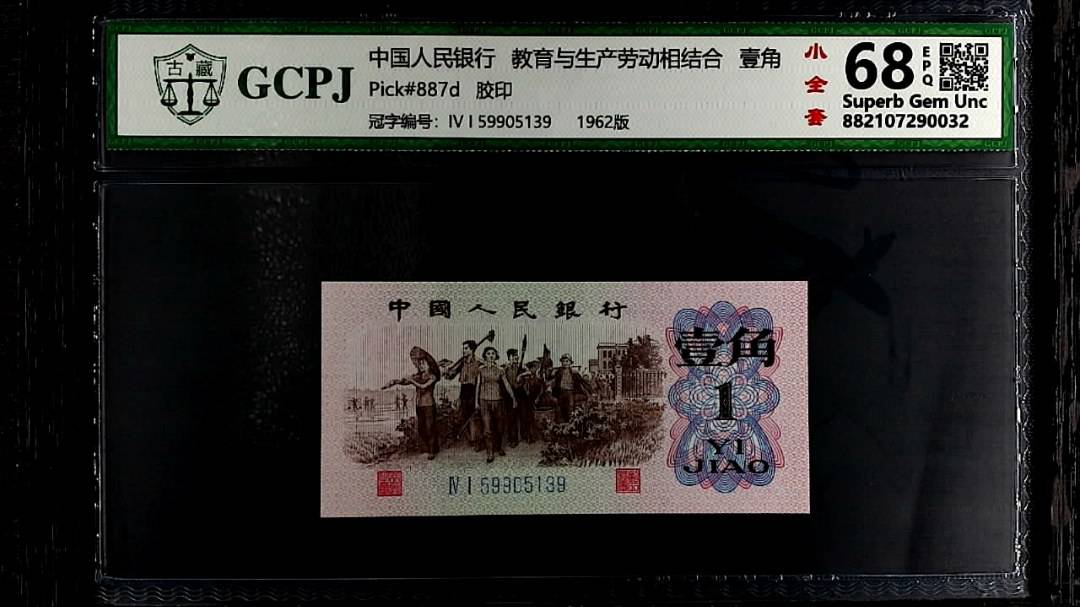 古 藏
GCPJ
中国人民银行 教育与生产劳动相结合 壹角
Pick#887d 胶印
冠字编号: IV I 59905139 1962版
小全套
68
EPQ
Superb Gem Unc
882107290032
中國人民銀行
壹角
1
YI
JIAO
IV I 59905139